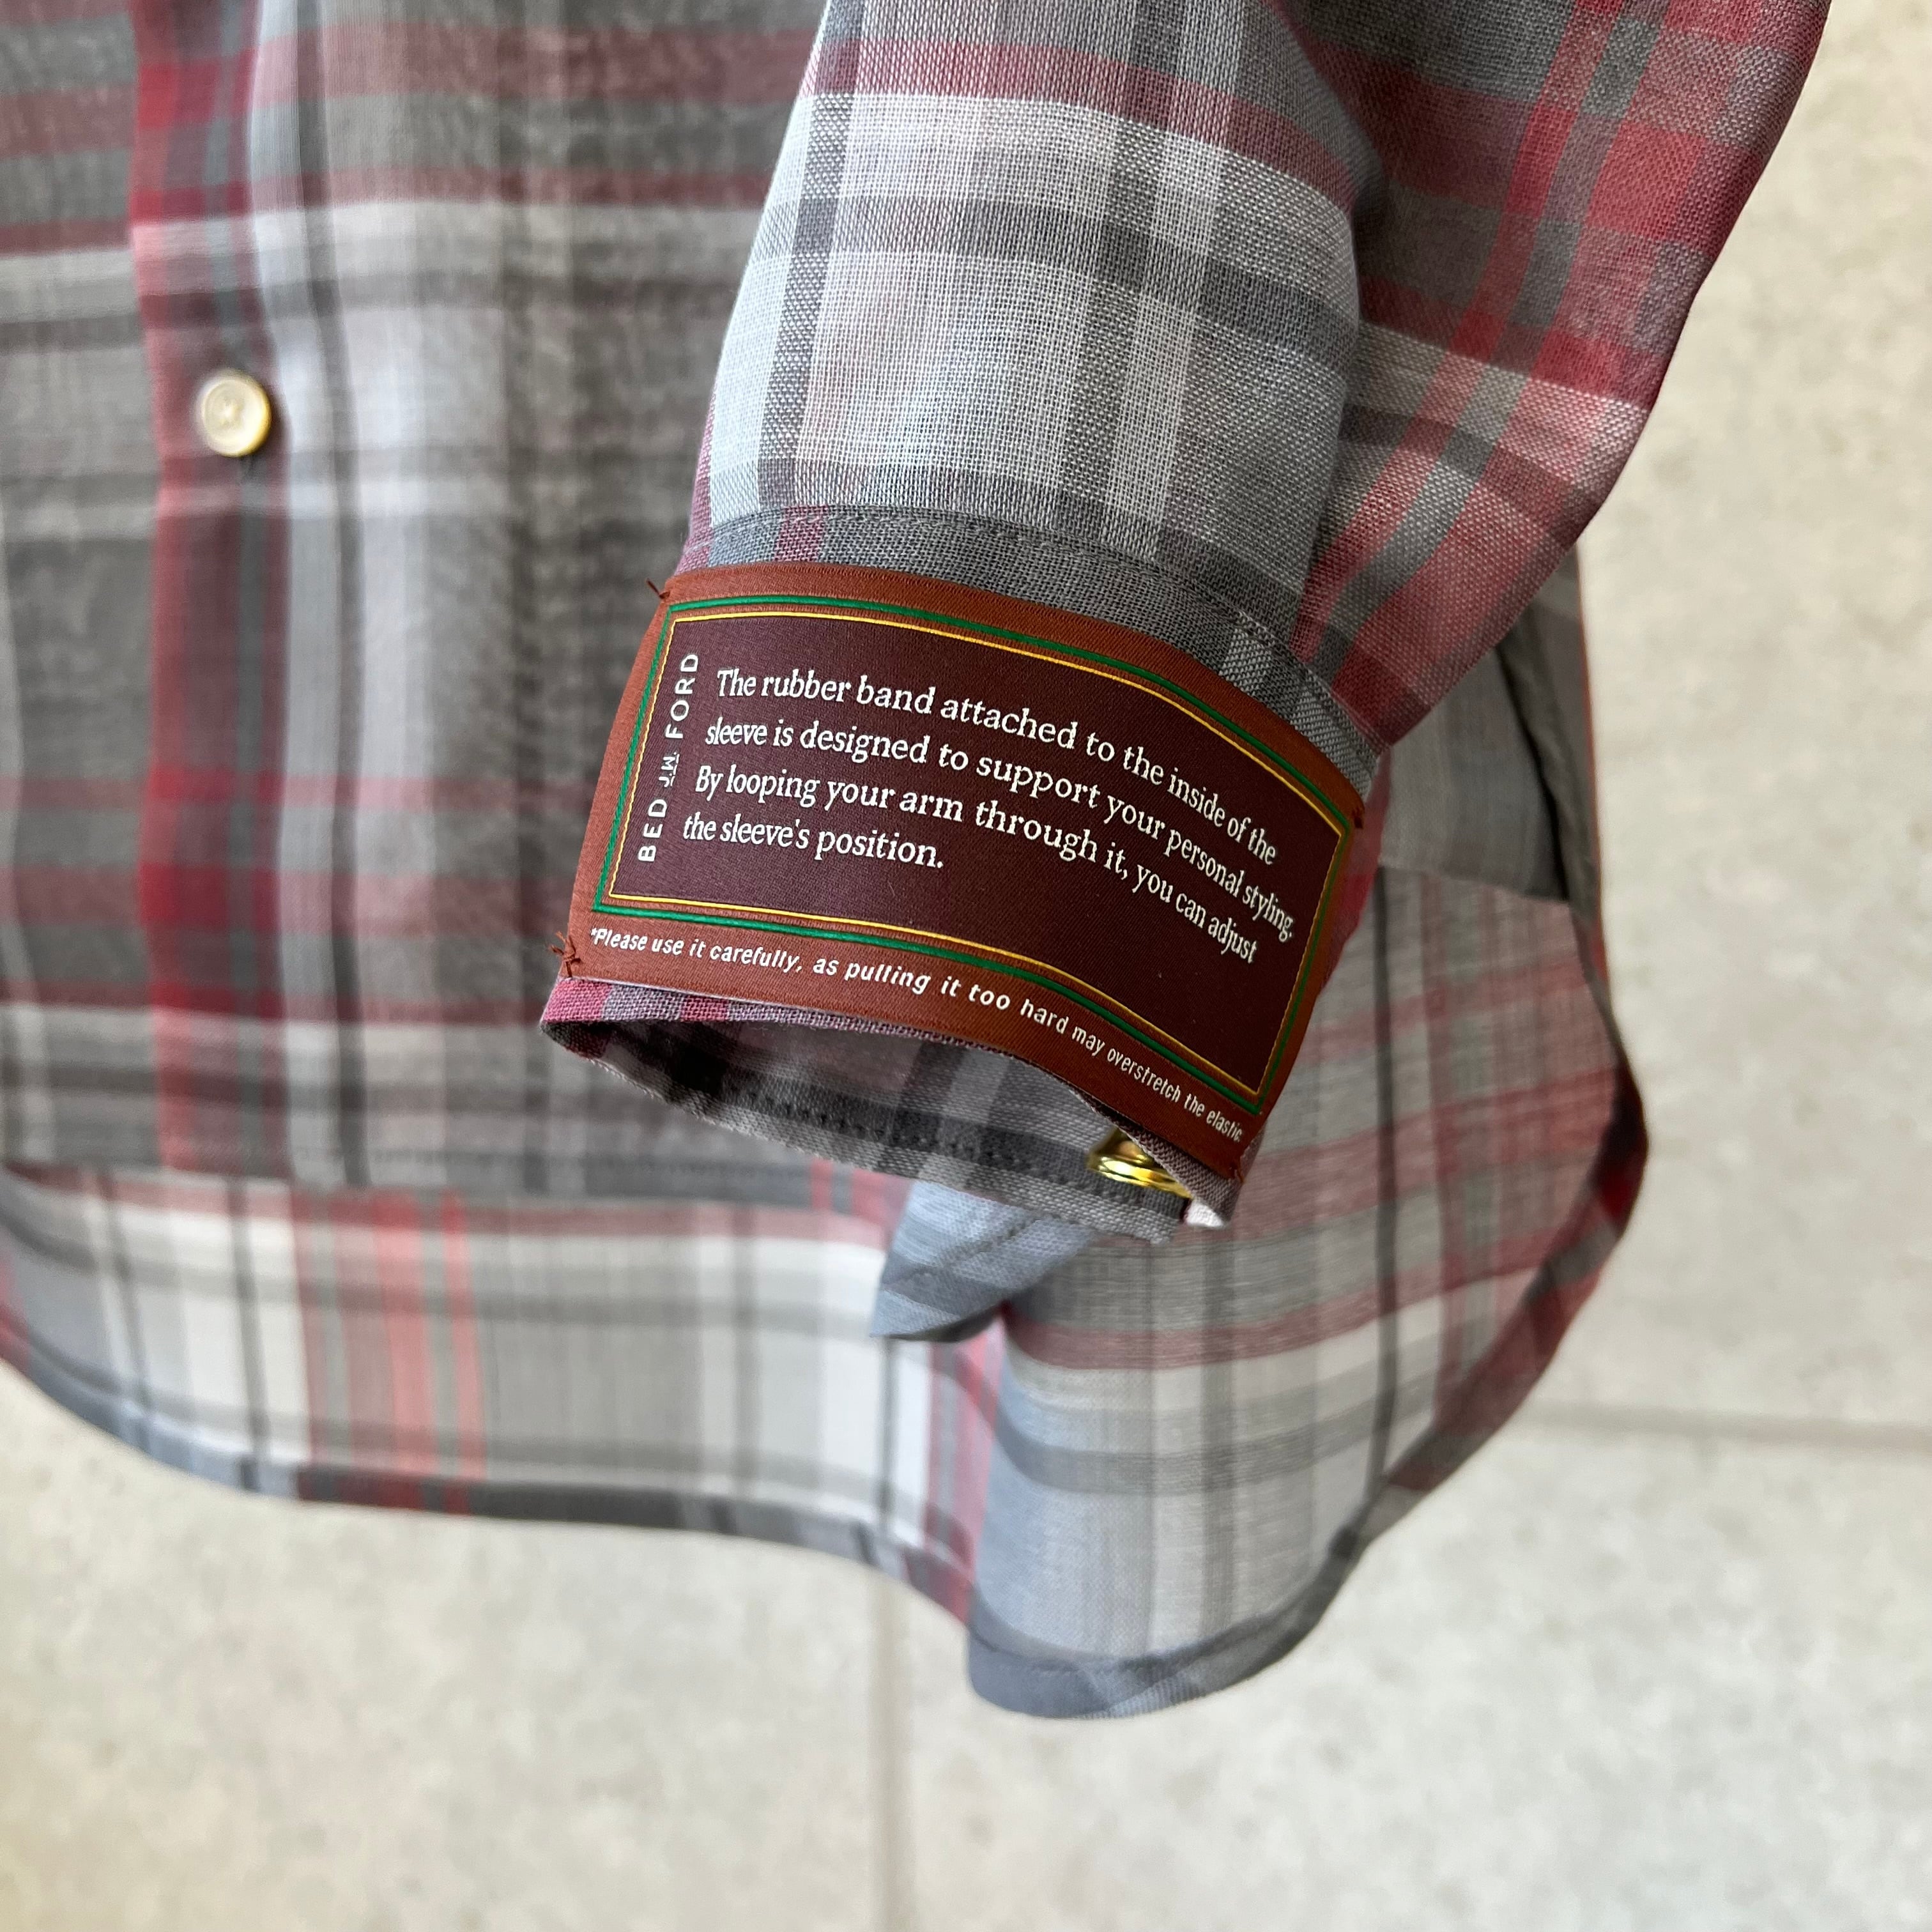 BED J.W. FORD
The rubber band attached to the inside of the
sleeve is designed to support your personal styling.
By looping your arm through it, you can adjust
the sleeve's position.
*Please use it carefully, as pulling it too hard may overstretch the elastic.